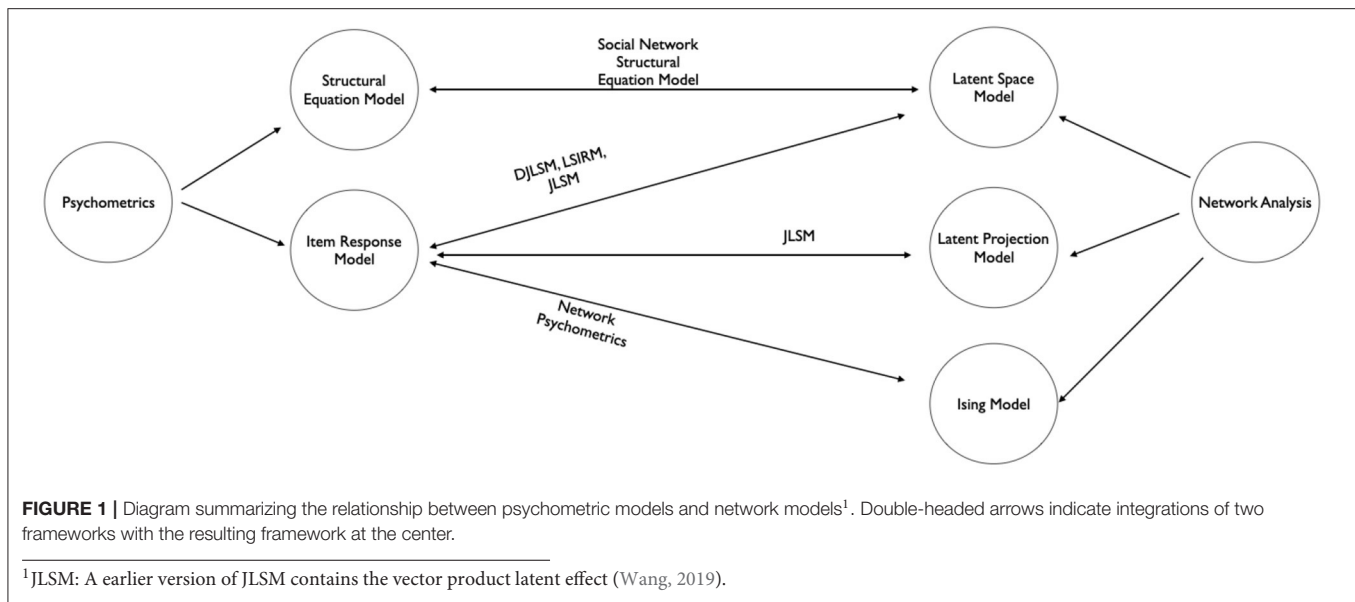 Social Network
Structural
Equation Model
Structural
Equation Model
Latent Space
Model
DJLSM, LSIRM,
JLSM
Psychometrics
Network Analysis
Item Response
Model
JLSM
Latent Projection
Model
Network
Psychometrics
Ising Model
FIGURE 1 | Diagram summarizing the relationship between psychometric models and network models1. Double-headed arrows indicate integrations of two
frameworks with the resulting framework at the center.
1JLSM: A earlier version of JLSM contains the vector product latent effect (Wang, 2019).